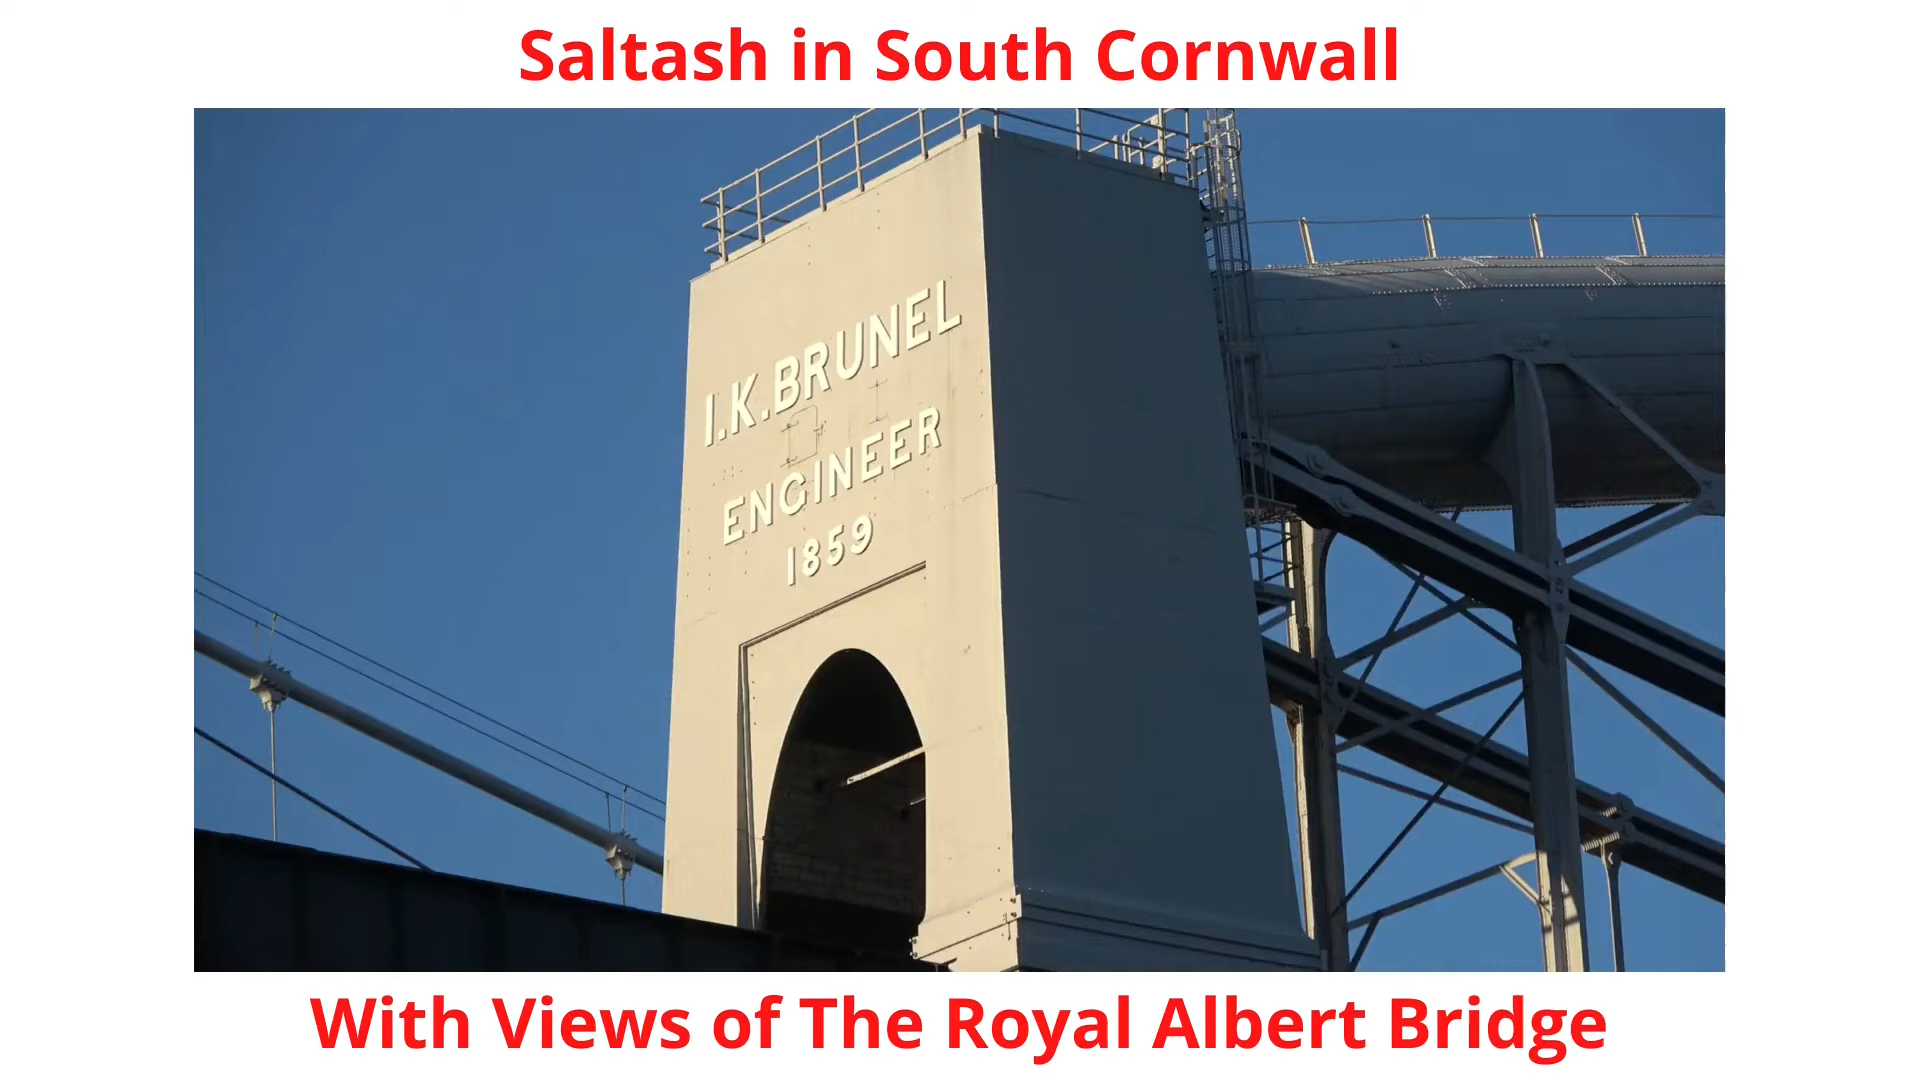 Saltash in South Cornwall
I.K.BRUNEL
ENGINEER
1859
With Views of The Royal Albert Bridge